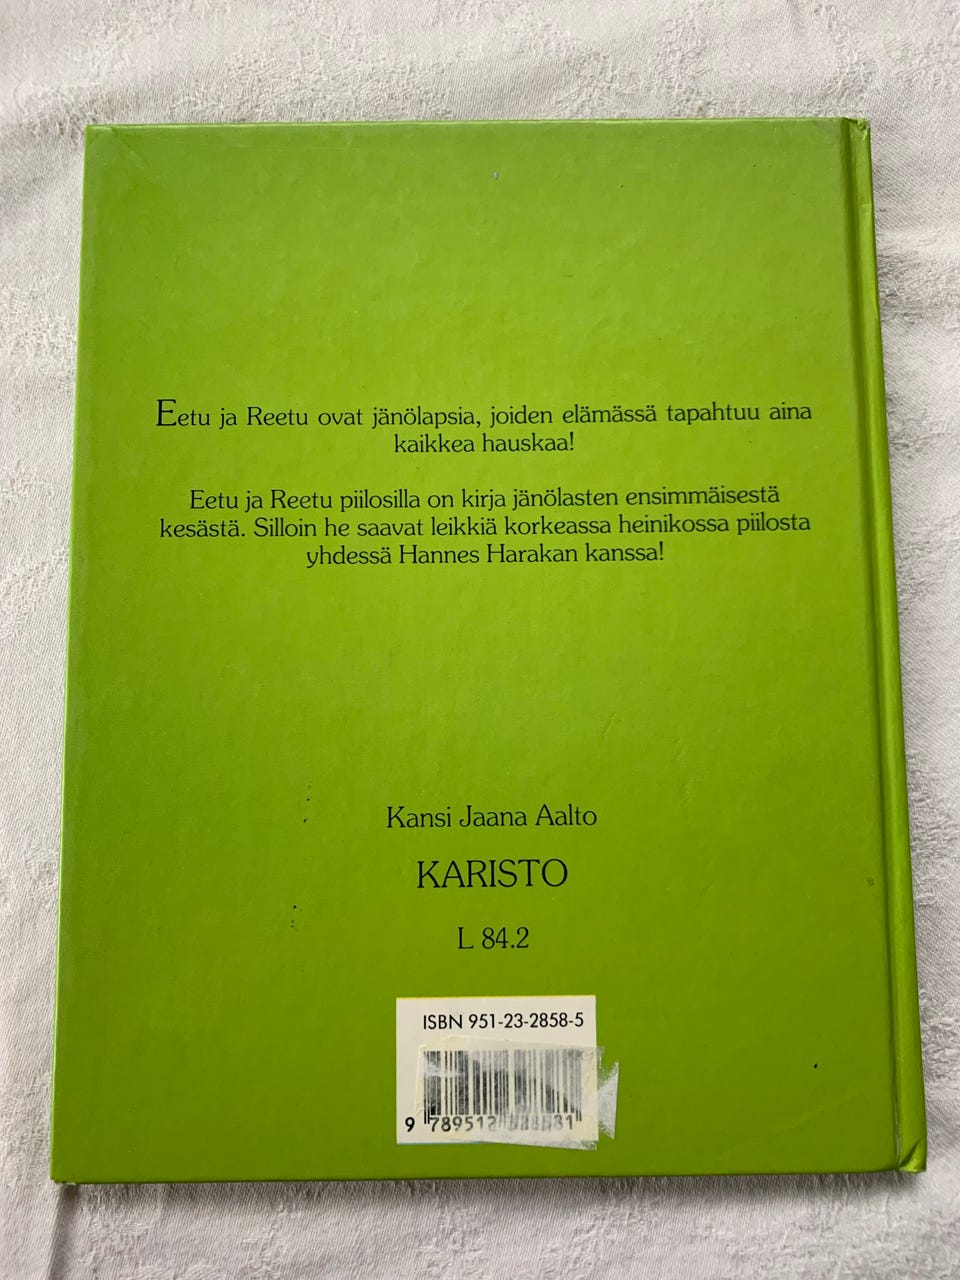 Eetu ja Reetu ovat jänölapsia, joiden elämässä tapahtuu aina
kaikkea hauskaa!
Eetu ja Reetu piilosilla on kirja jänölasten ensimmäisestä
kesästä. Silloin he saavat leikkiä korkeassa heinikossa piilosta
yhdessä Hannes Harakan kanssa!
Kansi Jaana Aalto
KARISTO
L 84.2
ISBN 951-23-2858-5
9